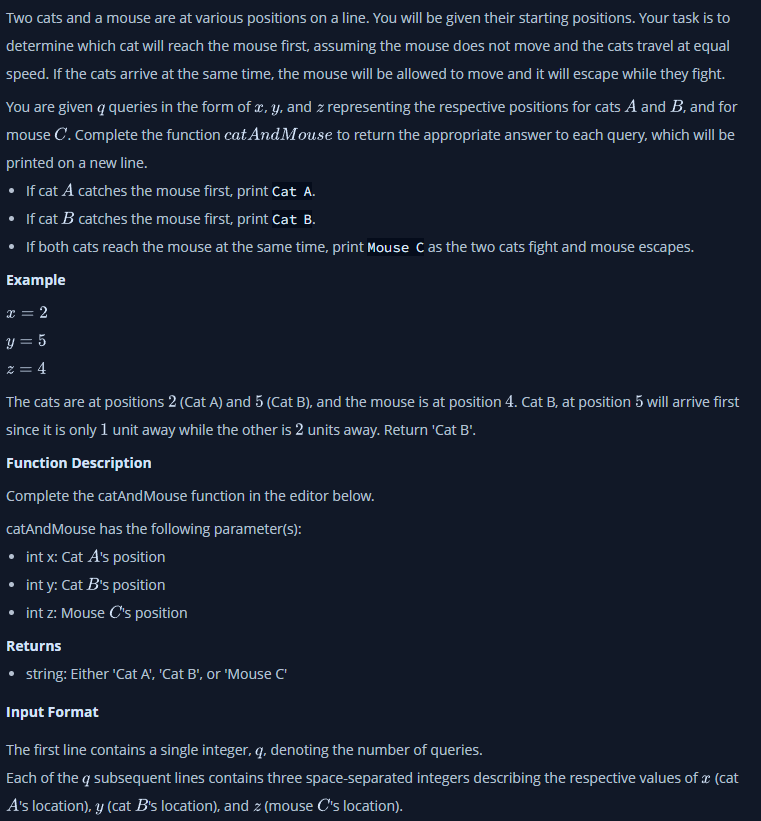 Two cats and a mouse are at various positions on a line. You will be given their starting positions. Your task is to
determine which cat will reach the mouse first, assuming the mouse does not move and the cats travel at equal
speed. If the cats arrive at the same time, the mouse will be allowed to move and it will escape while they fight.
You are given q queries in the form of x, y, and z representing the respective positions for cats A and B, and for
mouse C. Complete the function catAndMouse to return the appropriate answer to each query, which will be
printed on a new line.
• If cat A catches the mouse first, print Cat A.
• If cat B catches the mouse first, print Cat B.
• If both cats reach the mouse at the same time, print Mouse C as the two cats fight and mouse escapes.
Example
x = 2
y = 5
z = 4
The cats are at positions 2 (Cat A) and 5 (Cat B), and the mouse is at position 4. Cat B, at position 5 will arrive first
since it is only 1 unit away while the other is 2 units away. Return 'Cat B'.
Function Description
Complete the catAndMouse function in the editor below.
catAndMouse has the following parameter(s):
• int x: Cat A's position
• int y: Cat B's position
• int z: Mouse C's position
Returns
• string: Either 'Cat A', 'Cat B', or 'Mouse C'
Input Format
The first line contains a single integer, q, denoting the number of queries.
Each of the q subsequent lines contains three space-separated integers describing the respective values of x (cat
A's location), y (cat B's location), and z (mouse C's location).